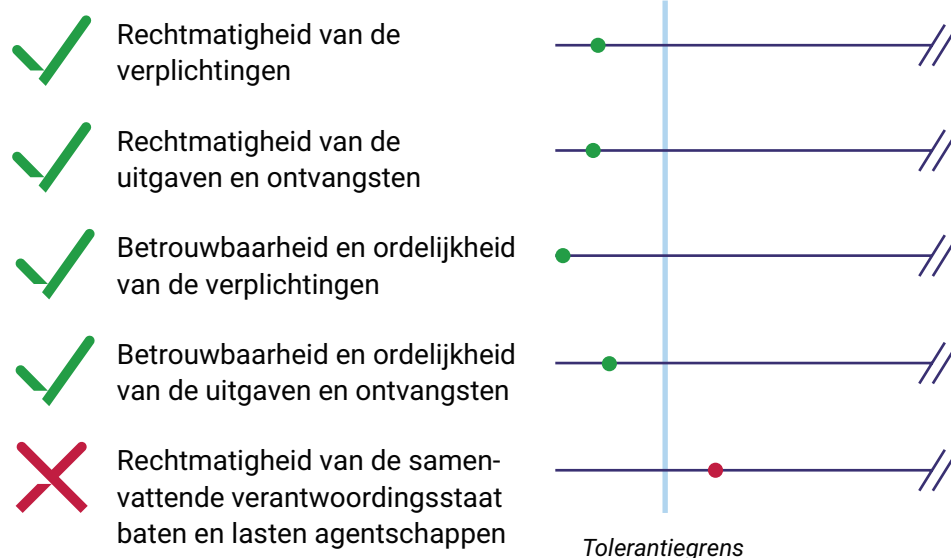 Rechtmatigheid van de
verplichtingen
Rechtmatigheid van de
uitgaven en ontvangsten
Betrouwbaarheid en ordelijkheid
van de verplichtingen
Betrouwbaarheid en ordelijkheid
van de uitgaven en ontvangsten
Rechtmatigheid van de samen-
vattende verantwoordingsstaat
baten en lasten agentschappen
Tolerantiegrens